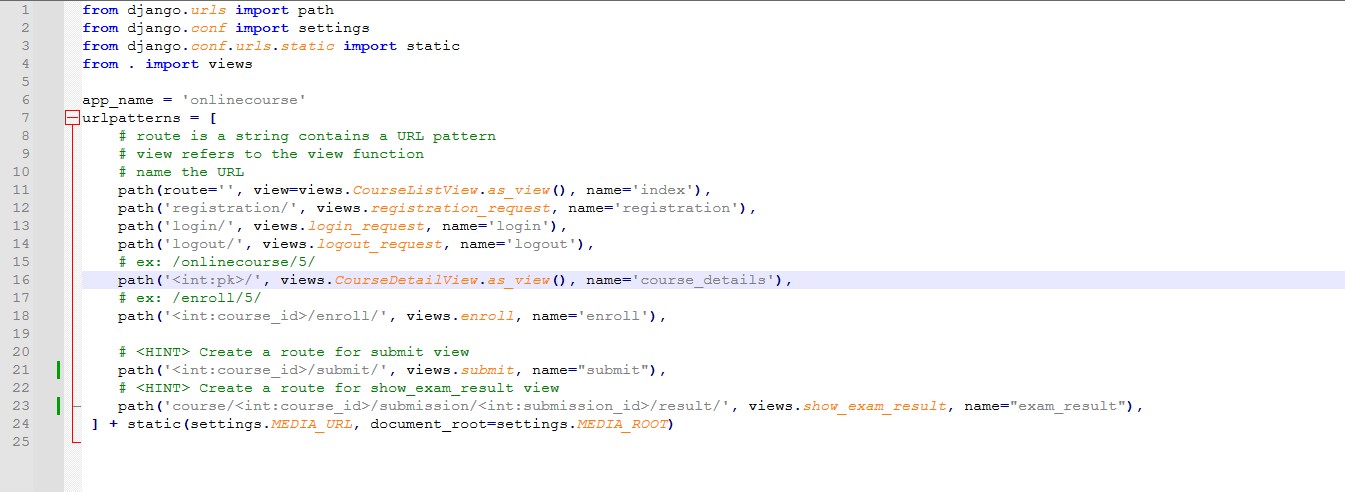 1 from django.urls import path
2 from django.conf import settings
3 from django.conf.urls.static import static
4 from . import views
5
6 app_name = 'onlinecourse'
7 urlpatterns = [
8 # route is a string contains a URL pattern
9 # view refers to the view function
10 # name the URL
11 path(route='', view=views.CourseListView.as_view(), name='index'),
12 path('registration/', views.registration_request, name='registration'),
13 path('login/', views.login_request, name='login'),
14 path('logout/', views.logout_request, name='logout'),
15 # ex: /onlinecourse/5/
16 path('<int:pk>/', views.CourseDetailView.as_view(), name='course_details'),
17 # ex: /enroll/5/
18 path('<int:course_id>/enroll/', views.enroll, name='enroll'),
19
20 # <HINT> Create a route for submit view
21 path('<int:course_id>/submit/', views.submit, name="submit"),
22 # <HINT> Create a route for show_exam_result view
23 path('course/<int:course_id>/submission/<int:submission_id>/result/', views.show_exam_result, name="exam_result"),
24 ] + static(settings.MEDIA_URL, document_root=settings.MEDIA_ROOT)
25